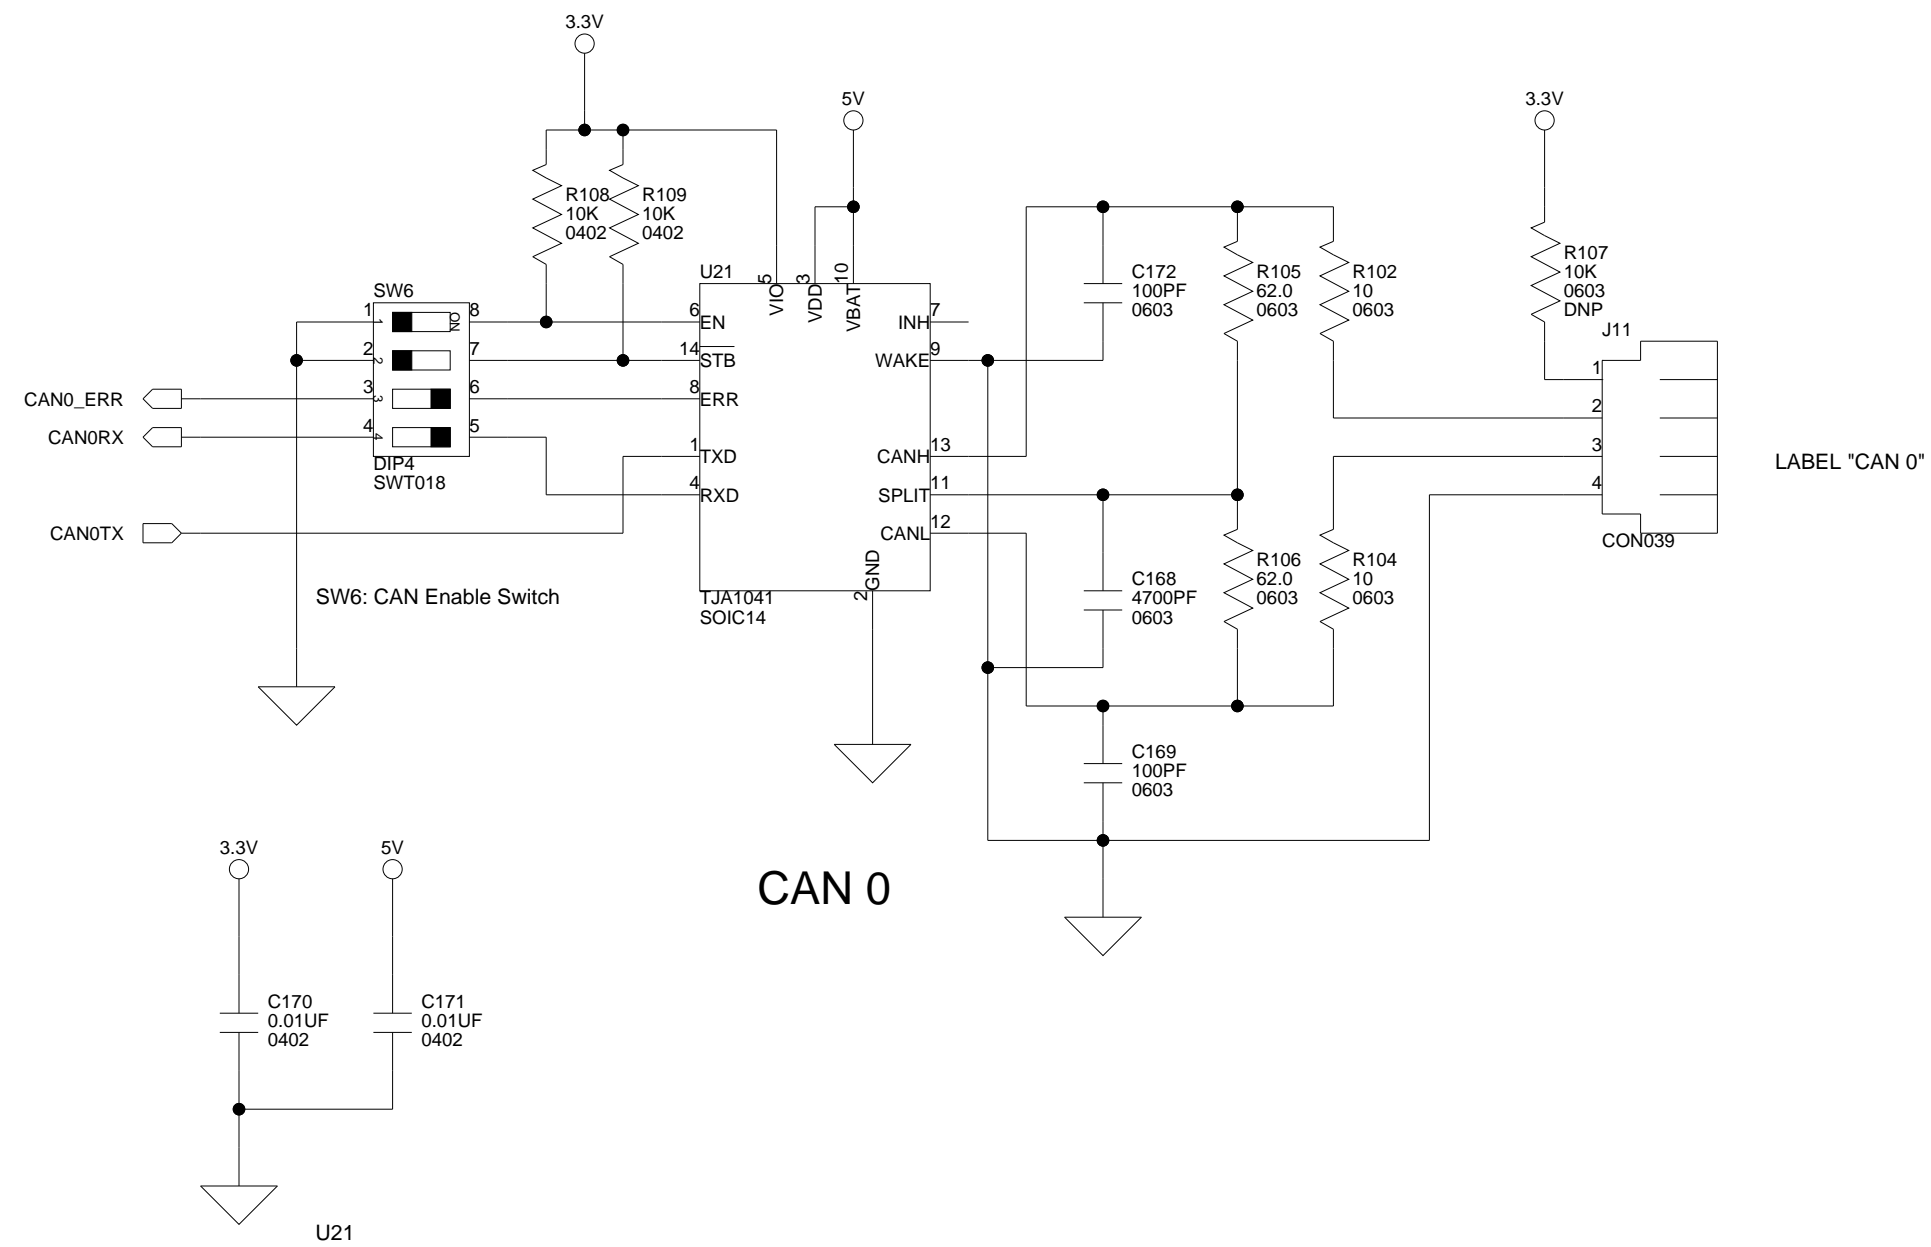 3.3V
5V
3.3V
R108
10K
0402
R109
10K
0402
U21
5
VIO
3
VDD
10
VBAT
SW6
1
2
3
4
1
2
3
4
ON
8
7
6
5
DIP4
SWT018
CAN0_ERR
CAN0RX
CAN0TX
SW6: CAN Enable Switch
6
EN
14
STB
8
ERR
1
TXD
4
RXD
7
INH
9
WAKE
13
CANH
11
SPLIT
12
CANL
2
GND
TJA1041
SOIC14
C172
100PF
0603
R105
62.0
0603
R102
10
0603
C168
4700PF
0603
R106
62.0
0603
R104
10
0603
C169
100PF
0603
R107
10K
0603
DNP
J11
1
2
3
4
CON039
LABEL "CAN 0"
CAN 0
3.3V
5V
C170
0.01UF
0402
C171
0.01UF
0402
U21